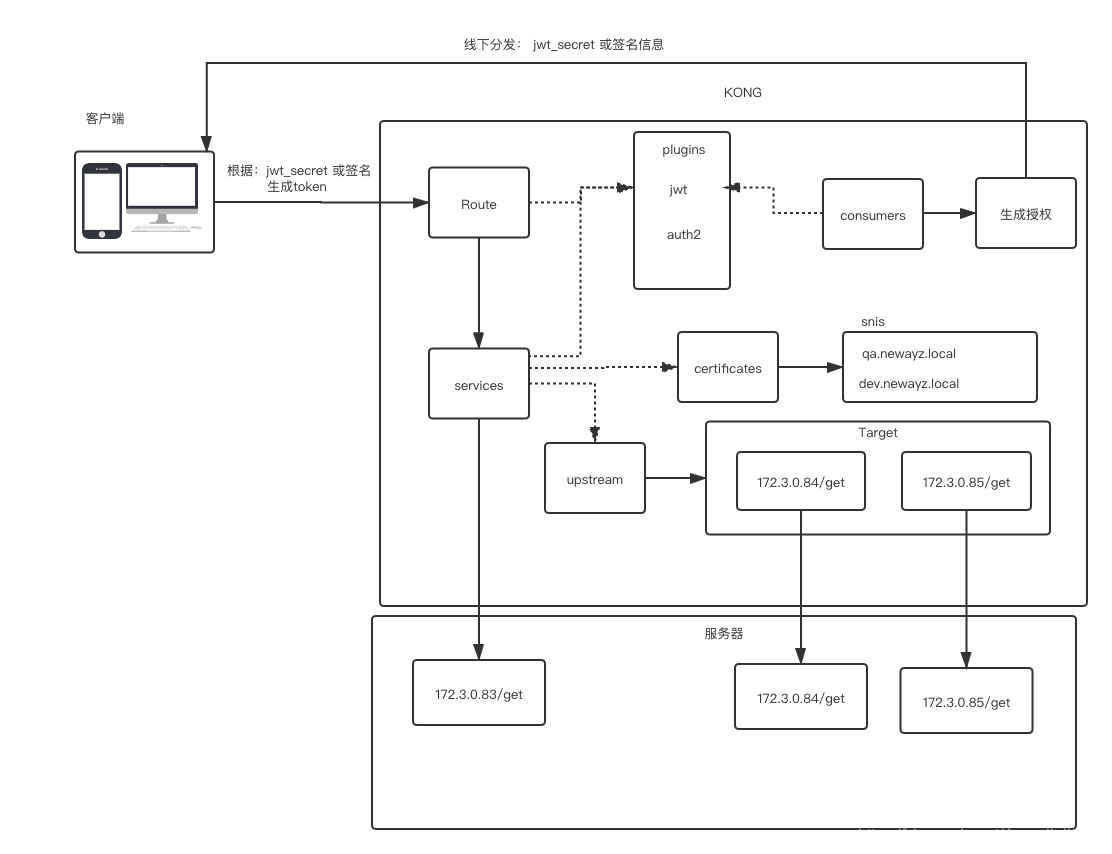 线下分发： jwt_secret 或签名信息
KONG
客户端
根据：jwt_secret 或签名
生成token
Route
plugins
jwt
auth2
consumers
生成授权
services
certificates
snis
qa.newayz.local
dev.newayz.local
upstream
Target
172.3.0.84/get
172.3.0.85/get
服务器
172.3.0.83/get
172.3.0.84/get
172.3.0.85/get